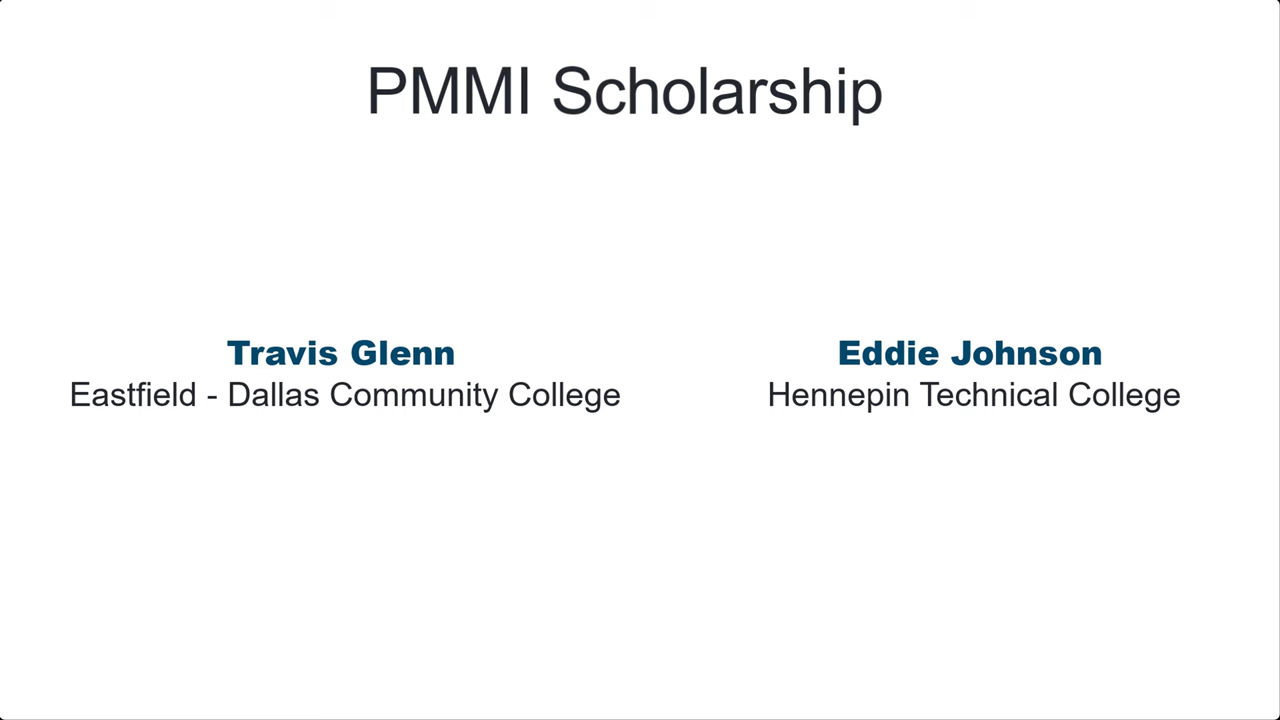 PMMI Scholarship
Travis Glenn
Eastfield - Dallas Community College
Eddie Johnson
Hennepin Technical College